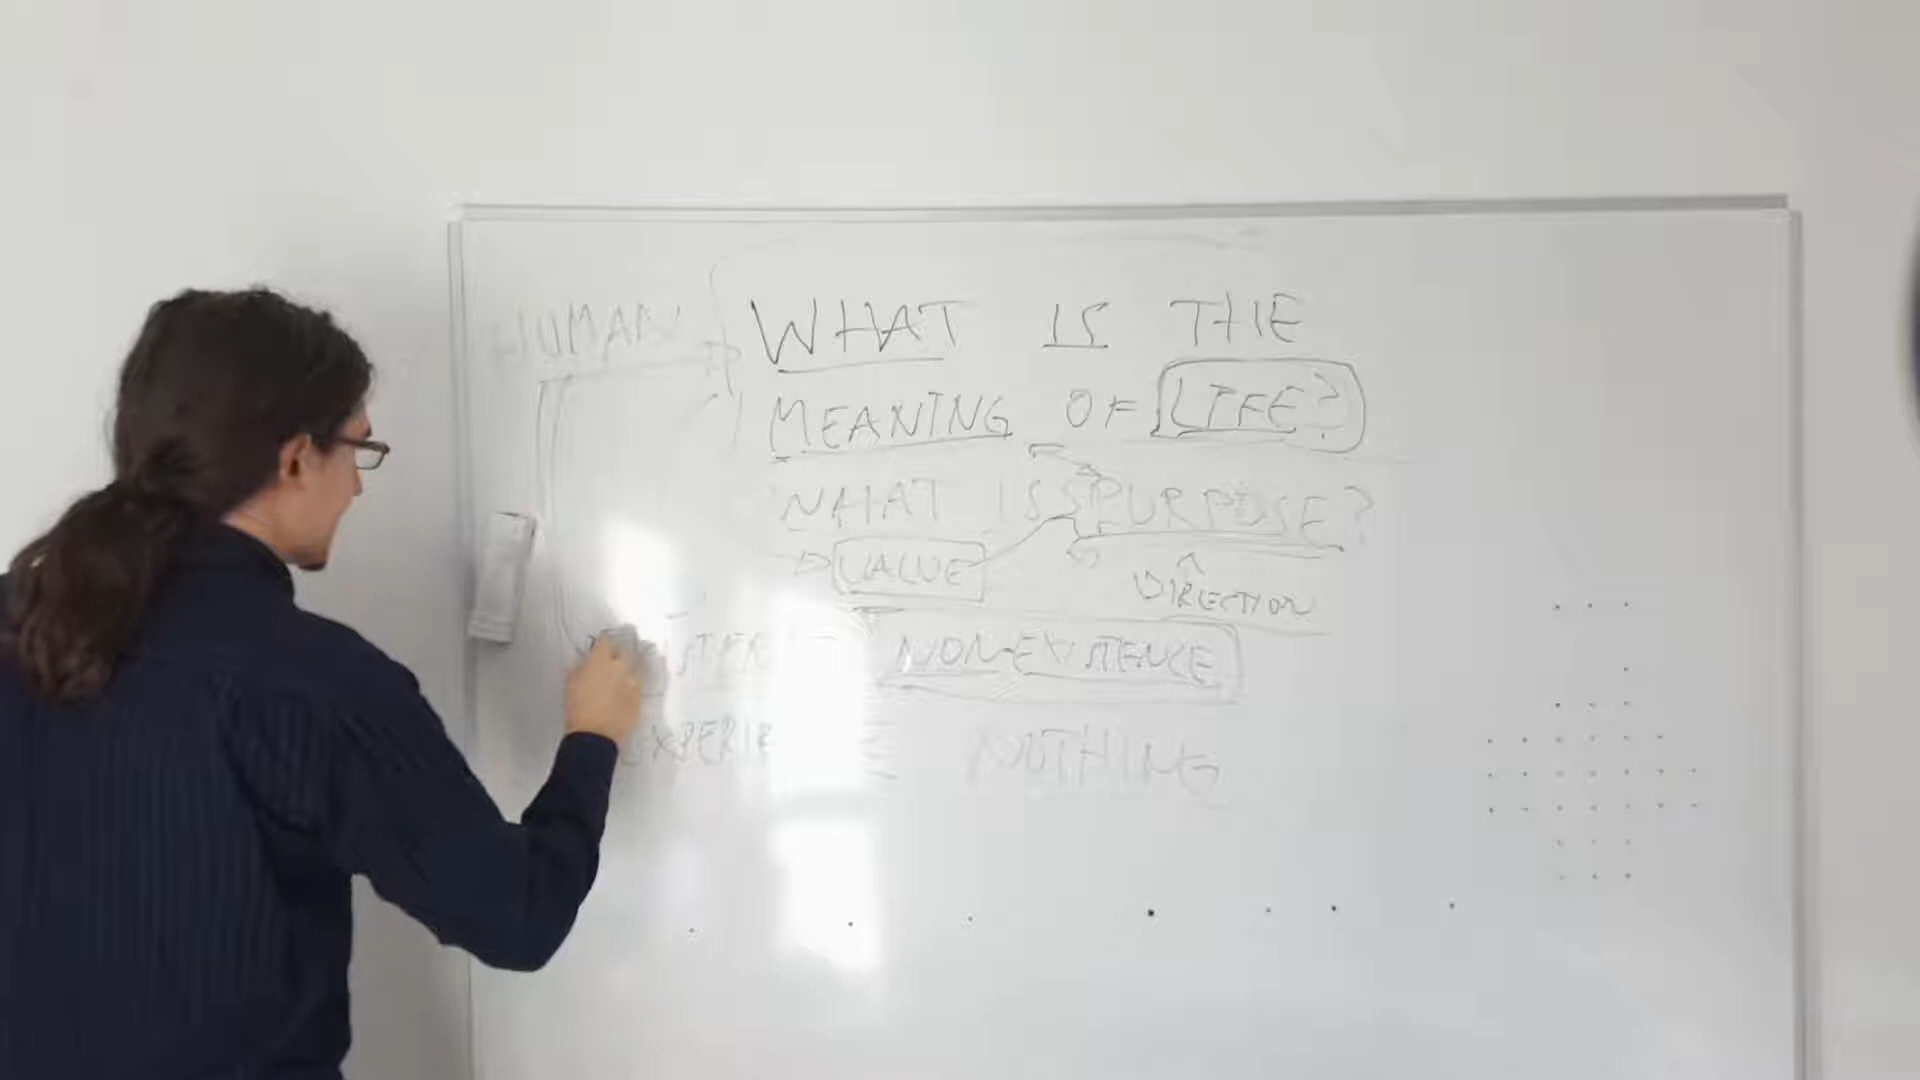 HUMAN WHAT IS THE
MEANING OF LIFE?
WHAT IS PURPOSE?
VALUE
DIRECTION
NON-EXISTENCE
NOTHING